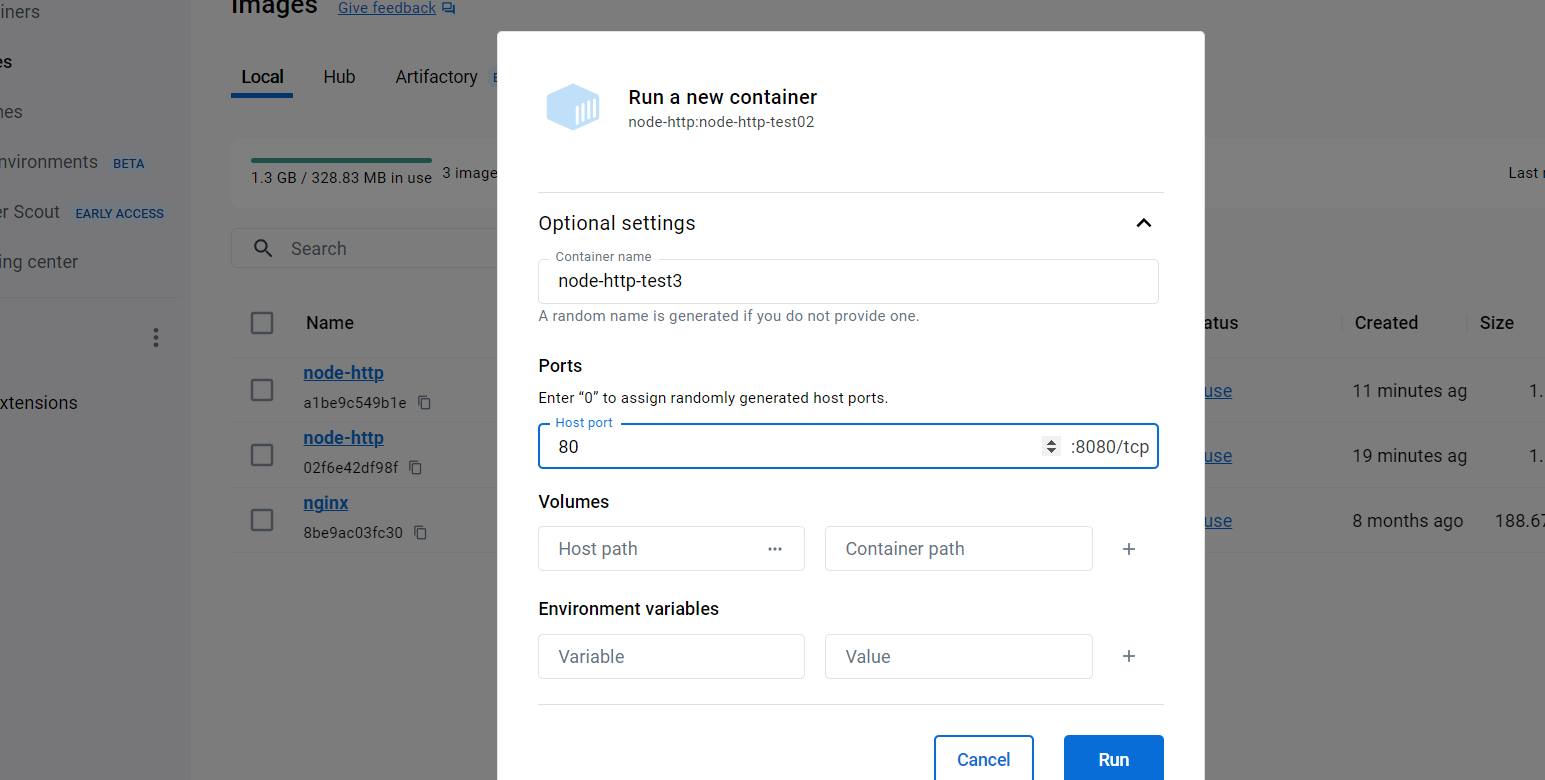 iners
es
nes
nvironments BETA
er Scout EARLY ACCESS
ing center
xtensions
Images Give feedback
Local Hub Artifactory
1.3 GB / 328.83 MB in use 3 image
Last
Search
Name
atus Created Size
node-http
a1be9c549b1e
use 11 minutes ag 1.
node-http
02f6e42df98f
use 19 minutes ag 1.
nginx
8be9ac03fc30
use 8 months ago 188.67
Run a new container
node-http:node-http-test02
Optional settings
Container name
node-http-test3
A random name is generated if you do not provide one.
Ports
Enter “0” to assign randomly generated host ports.
Host port
80 :8080/tcp
Volumes
Host path ··· Container path +
Environment variables
Variable Value +
Cancel Run